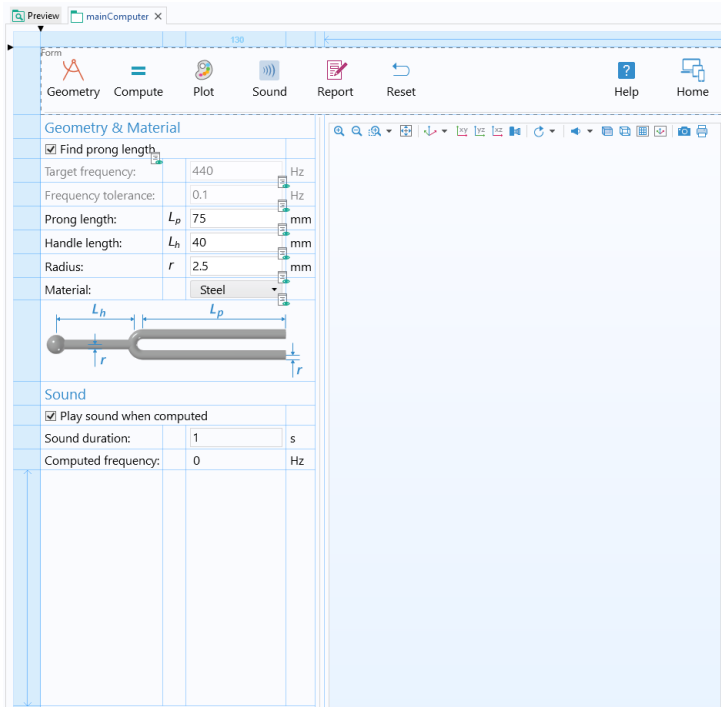 Preview mainComputer
130
Form
Geometry Compute Plot Sound Report Reset Help Home
Geometry & Material
Find prong length
Target frequency: 440 Hz
Frequency tolerance: 0.1 Hz
Prong length: Lp 75 mm
Handle length: Lh 40 mm
Radius: r 2.5 mm
Material: Steel
Lh Lp
r
r
Sound
Play sound when computed
Sound duration: 1 s
Computed frequency: 0 Hz